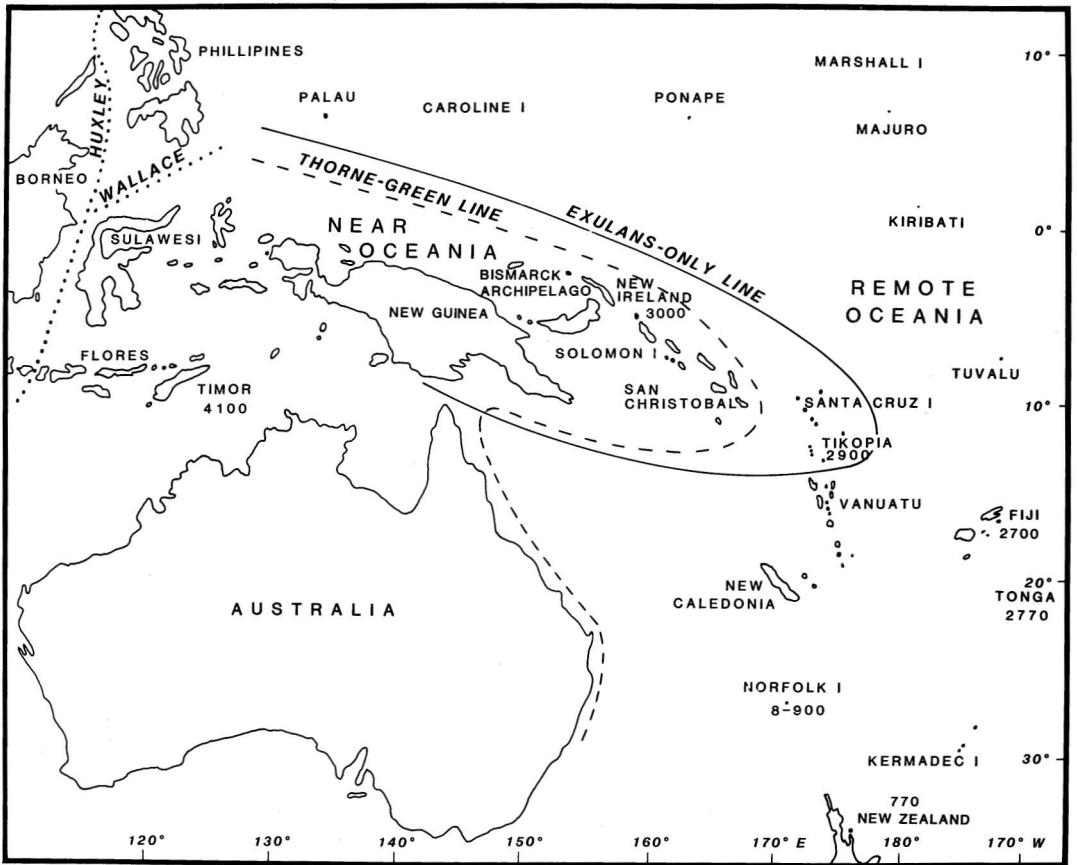 PHILLIPINES
MARSHALL I
10°
HUXLEY
PALAU
CAROLINE I
PONAPE
MAJURO
BORNEO
WALLACE
THORNE-GREEN LINE
EXULANS-ONLY LINE
KIRIBATI
0°
SULAWESI
NEAR
OCEANIA
BISMARCK
ARCHIPELAGO
NEW
IRELAND
3000
REMOTE
OCEANIA
NEW GUINEA
FLORES
SOLOMON I
TUVALU
TIMOR
4100
SAN
CHRISTOBAL
SANTA CRUZ I
10°
TIKOPIA
2900
VANUATU
FIJI
2700
NEW
CALEDONIA
20°
TONGA
2770
AUSTRALIA
NORFOLK I
8-900
KERMADEC I
30°
770
NEW ZEALAND
120°
130°
140°
150°
160°
170° E
180°
170° W